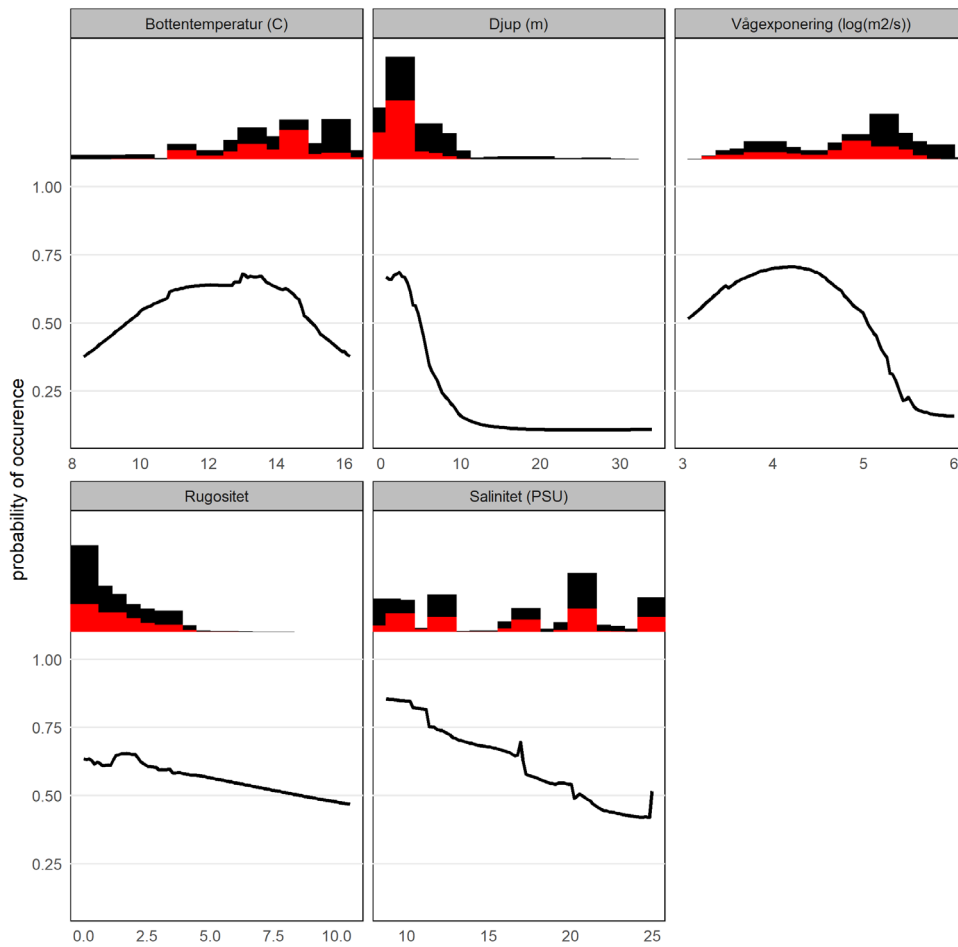 Bottentemperatur (C)
Djup (m)
Vågexponering (log(m2/s))
1.00
0.75
0.50
0.25
8 10 12 14 16
0 10 20 30
3 4 5 6
Rugositet
Salinitet (PSU)
1.00
0.75
0.50
0.25
0.0 2.5 5.0 7.5 10.0
10 15 20 25
probability of occurence